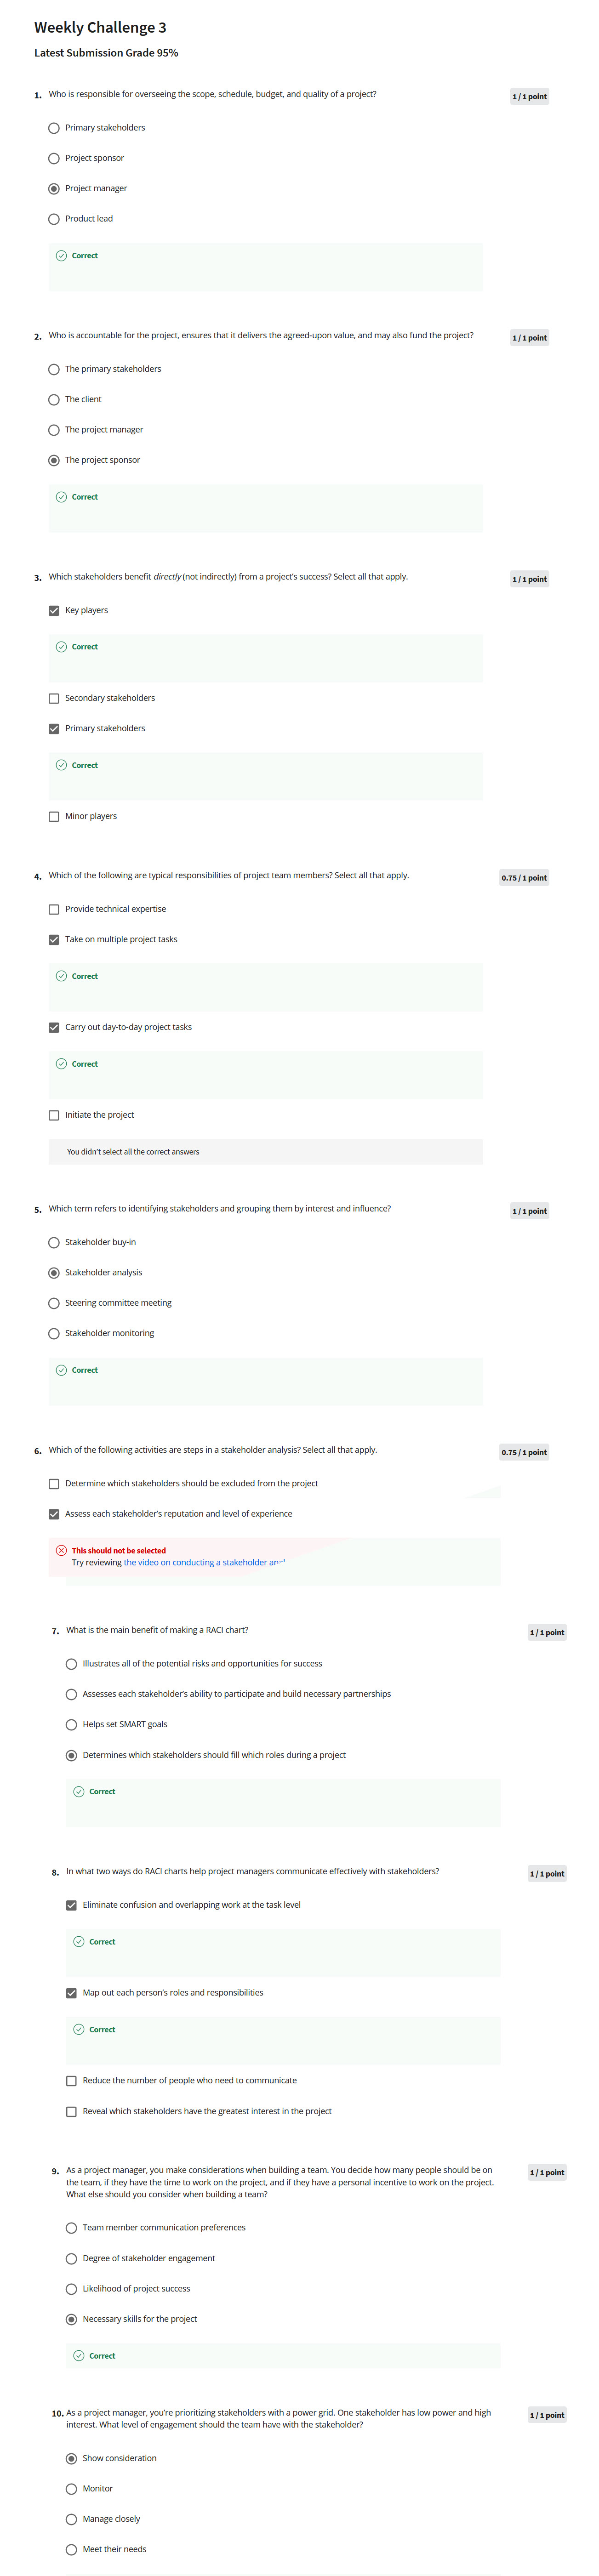 Weekly Challenge 3
Latest Submission Grade 95%
1. Who is responsible for overseeing the scope, schedule, budget, and quality of a project?
1 / 1 point
Primary stakeholders
Project sponsor
Project manager
Product lead
Correct
2. Who is accountable for the project, ensures that it delivers the agreed-upon value, and may also fund the project?
1 / 1 point
The primary stakeholders
The client
The project manager
The project sponsor
Correct
3. Which stakeholders benefit directly (not indirectly) from a project's success? Select all that apply.
1 / 1 point
Key players
Correct
Secondary stakeholders
Primary stakeholders
Correct
Minor players
4. Which of the following are typical responsibilities of project team members? Select all that apply.
0.75 / 1 point
Provide technical expertise
Take on multiple project tasks
Correct
Carry out day-to-day project tasks
Correct
Initiate the project
You didn't select all the correct answers
5. Which term refers to identifying stakeholders and grouping them by interest and influence?
1 / 1 point
Stakeholder buy-in
Stakeholder analysis
Steering committee meeting
Stakeholder monitoring
Correct
6. Which of the following activities are steps in a stakeholder analysis? Select all that apply.
0.75 / 1 point
Determine which stakeholders should be excluded from the project
Assess each stakeholder's reputation and level of experience
This should not be selected
Try reviewing the video on conducting a stakeholder
7. What is the main benefit of making a RACI chart?
1 / 1 point
Illustrates all of the potential risks and opportunities for success
Assesses each stakeholder's ability to participate and build necessary partnerships
Helps set SMART goals
Determines which stakeholders should fill which roles during a project
Correct
8. In what two ways do RACI charts help project managers communicate effectively with stakeholders?
1 / 1 point
Eliminate confusion and overlapping work at the task level
Correct
Map out each person's roles and responsibilities
Correct
Reduce the number of people who need to communicate
Reveal which stakeholders have the greatest interest in the project
9. As a project manager, you make considerations when building a team. You decide how many people should be on
the team, if they have the time to work on the project, and if they have a personal incentive to work on the project.
What else should you consider when building a team?
1 / 1 point
Team member communication preferences
Degree of stakeholder engagement
Likelihood of project success
Necessary skills for the project
Correct
10. As a project manager, you're prioritizing stakeholders with a power grid. One stakeholder has low power and high
interest. What level of engagement should the team have with the stakeholder?
1 / 1 point
Show consideration
Monitor
Manage closely
Meet their needs